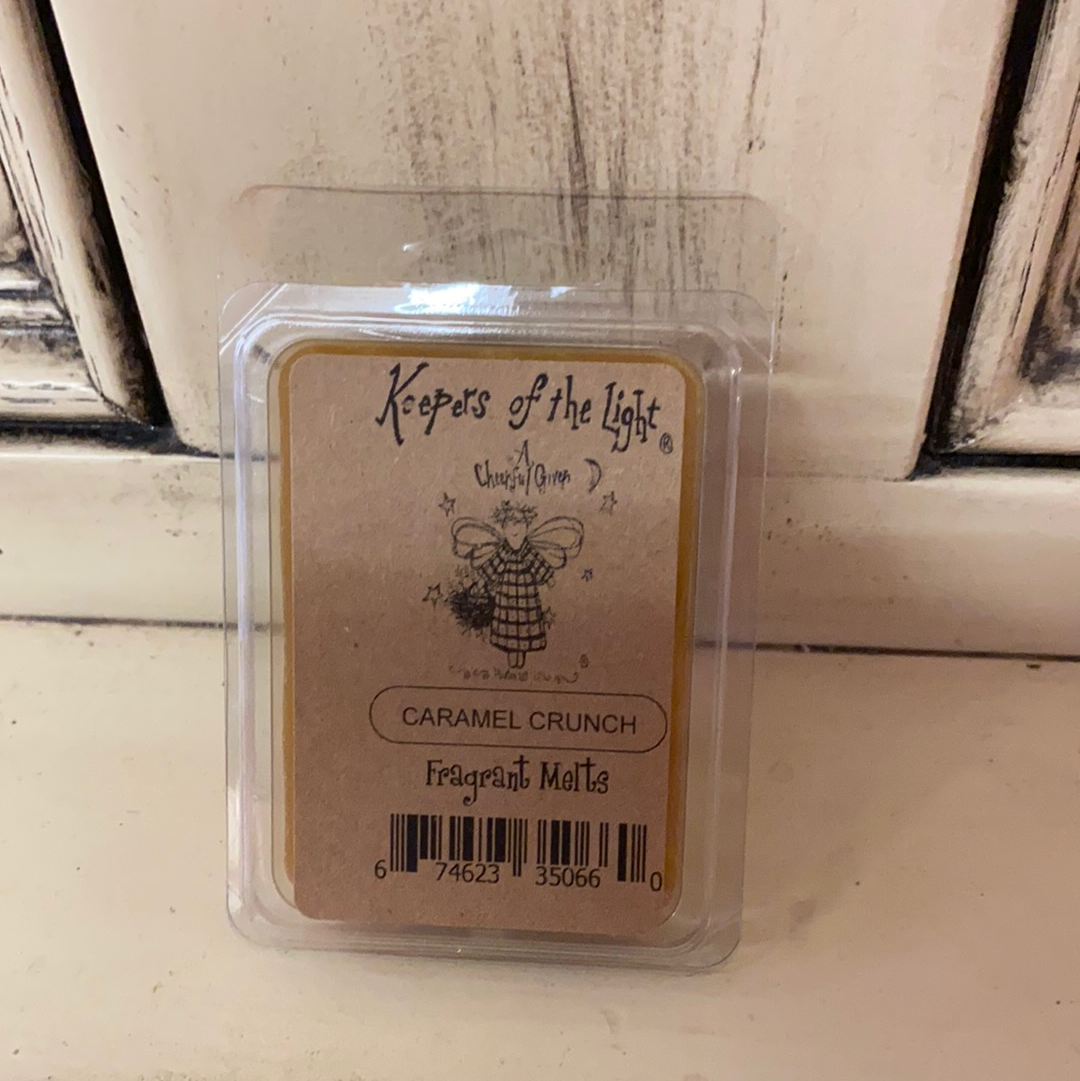 Keepers of the Light®
A
Cheerful Giver
CARAMEL CRUNCH
Fragrant Melts
6 74623 35066 0